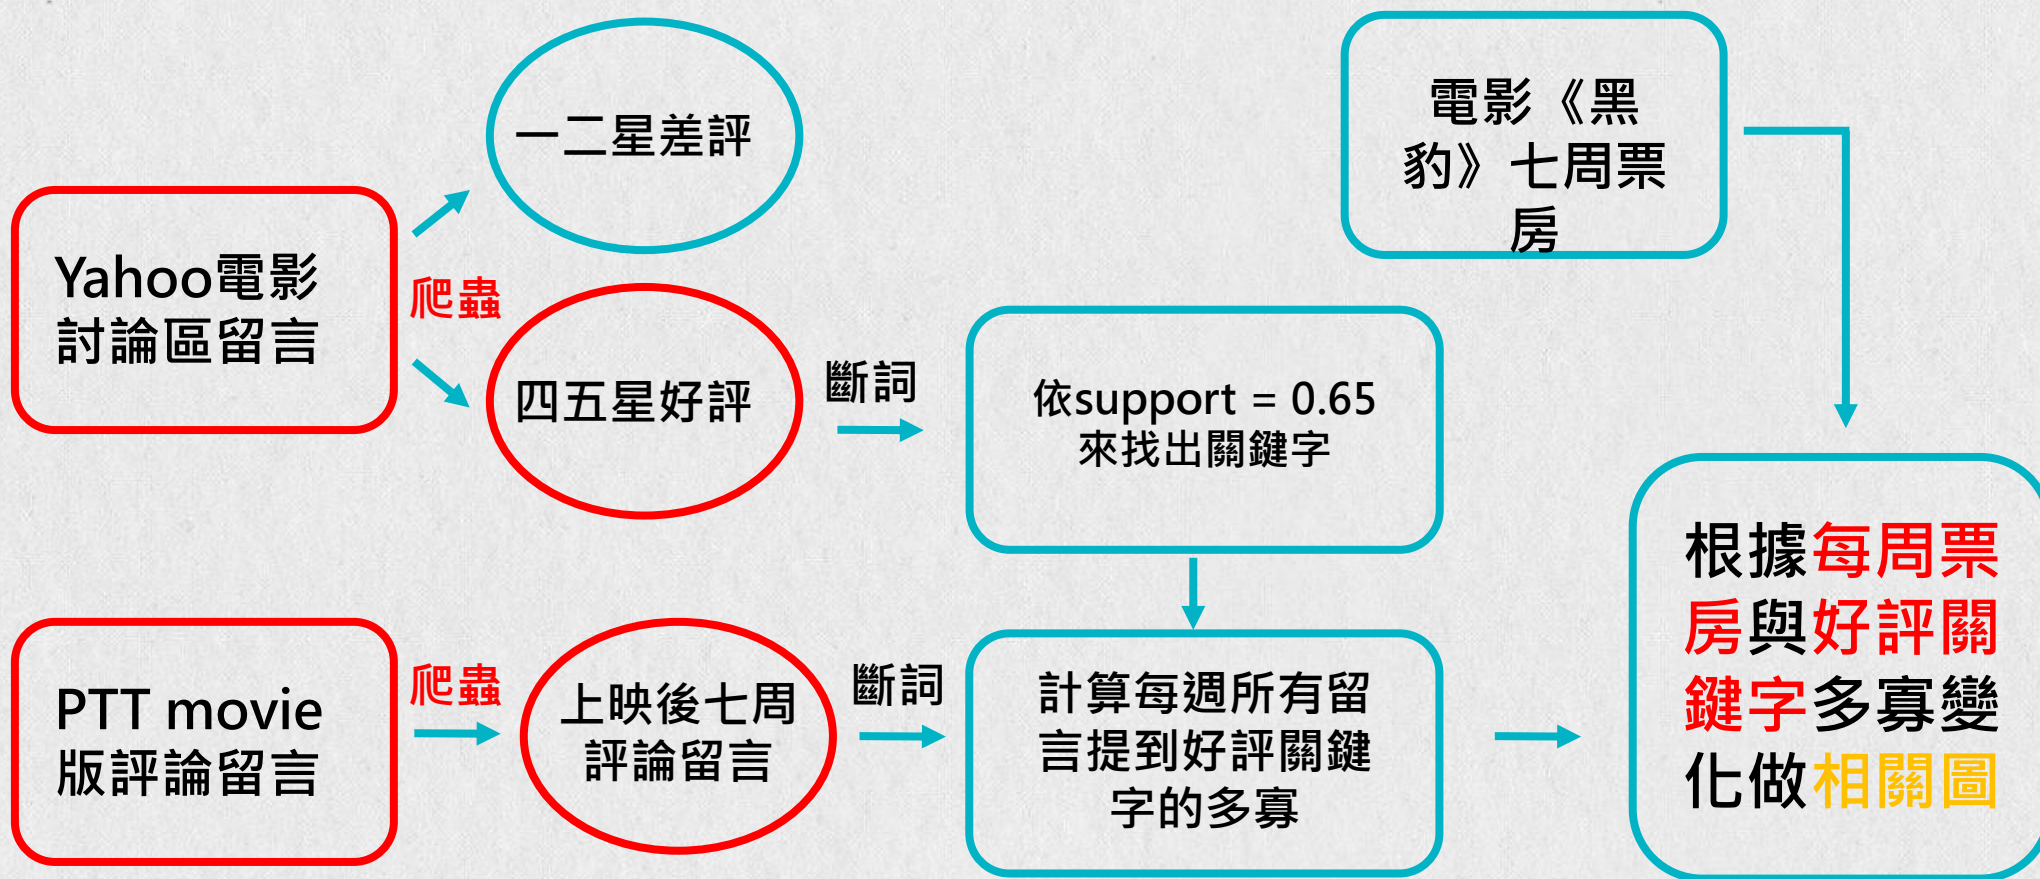 Yahoo電影
討論區留言
爬蟲
一二星差評
四五星好評
斷詞
依support = 0.65
來找出關鍵字
電影《黑
豹》七周票
房
PTT movie
版評論留言
爬蟲
上映後七周
評論留言
斷詞
計算每週所有留
言提到好評關鍵
字的多寡
根據每周票
房與好評關
鍵字多寡變
化做相關圖